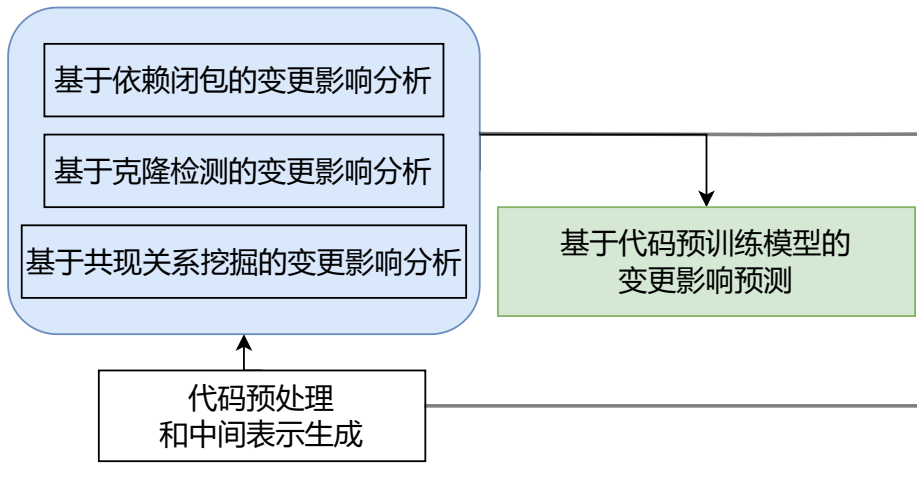 基于依赖闭包的变更影响分析
基于克隆检测的变更影响分析
基于共现关系挖掘的变更影响分析
基于代码预训练模型的
变更影响预测
代码预处理
和中间表示生成